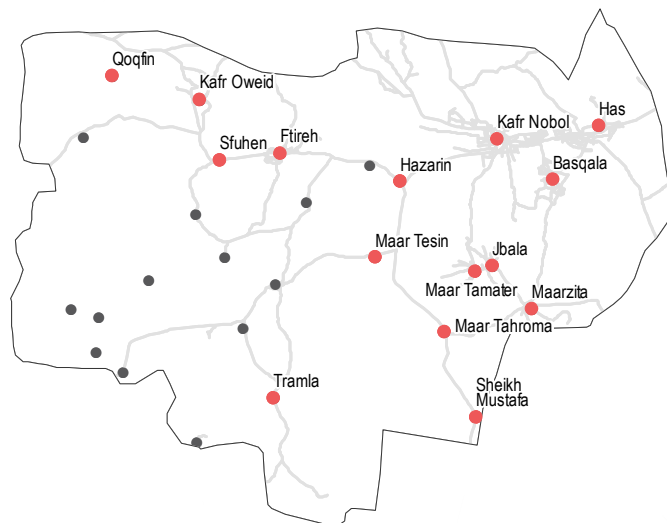 Qoqfin
Kafr Oweid
Has
Kafr Nobol
Sfuhen
Ftireh
Hazarin
Basqala
Maar Tesin
Jbala
Maar Tamater
Maarzita
Maar Tahroma
Tramla
Sheikh
Mustafa